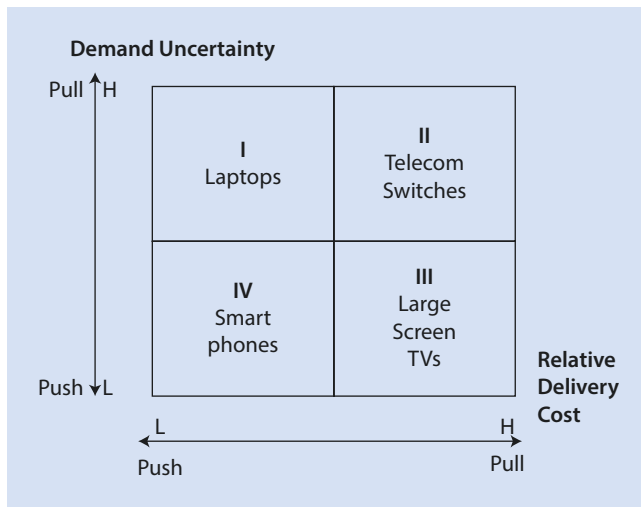 Demand Uncertainty
Pull H
I
Laptops
II
Telecom
Switches
IV
Smart
phones
III
Large
Screen
TVs
Push L
Relative
Delivery
Cost
L
H
Push
Pull